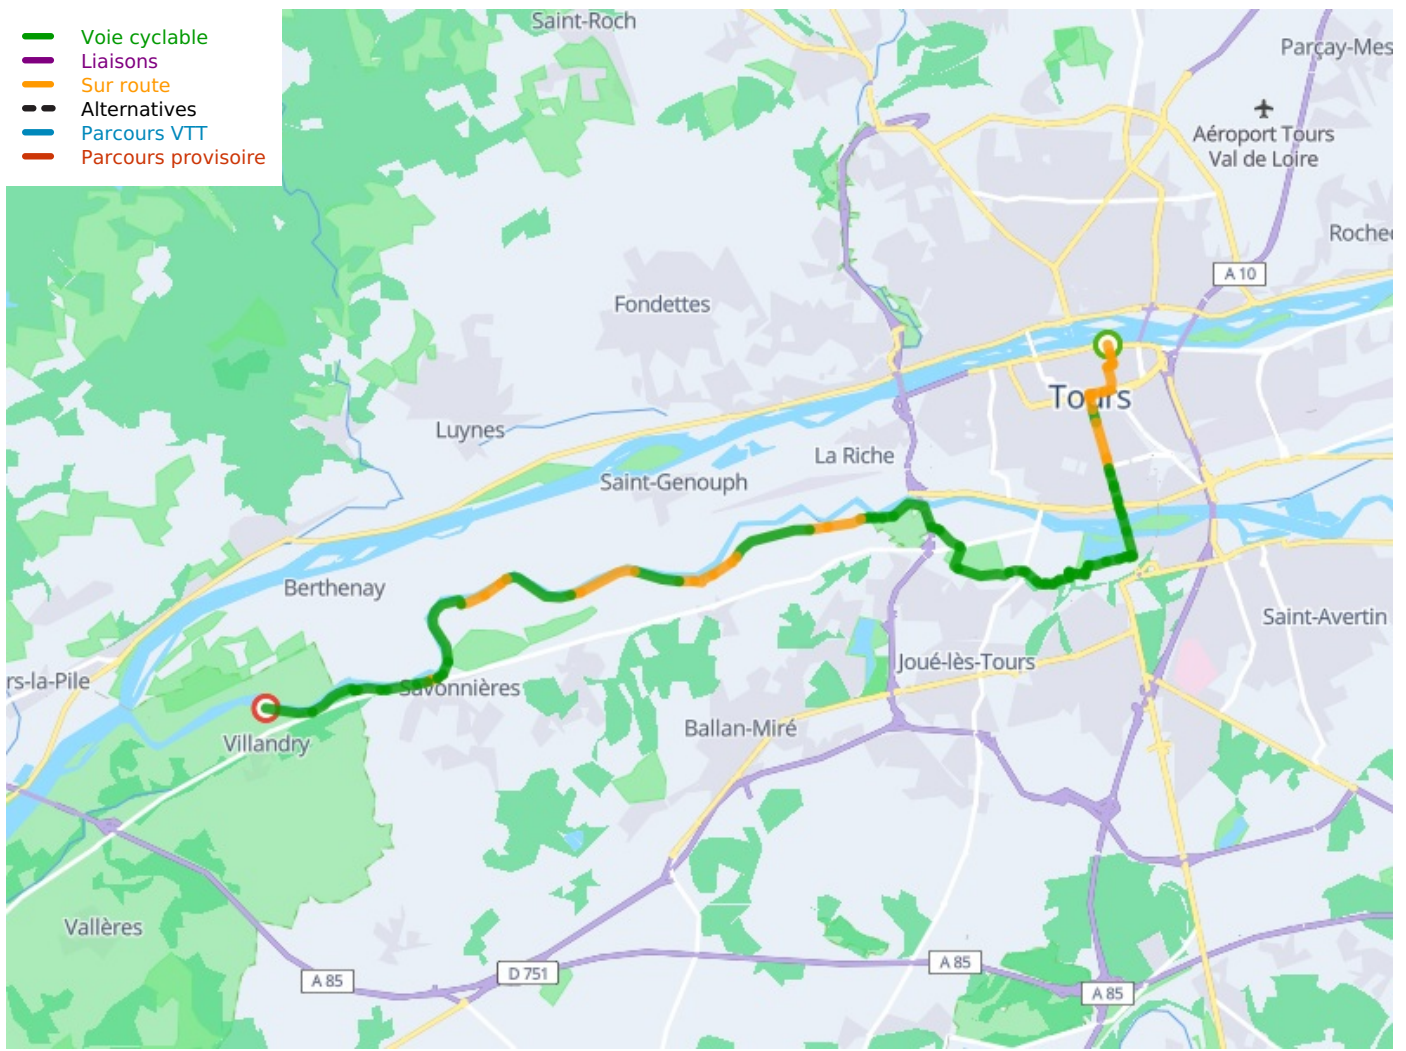 Voie cyclable
Liaisons
Sur route
Alternatives
Parcours VTT
Parcours provisoire
Saint-Roch
Parçay-Mes
Aéroport Tours
Val de Loire
Roche
A 10
Fondettes
Tours
Luynes
La Riche
Saint-Genouph
Berthenay
Saint-Avertin
rs-la-Pile
Savonnières
Joué-lès-Tours
Villandry
Ballan-Miré
Vallères
A 85
D 751
A 85
A 85